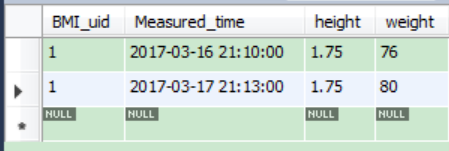 BMI_uid Measured_time height weight
1 2017-03-16 21:10:00 1.75 76
1 2017-03-17 21:13:00 1.75 80
NULL NULL NULL NULL